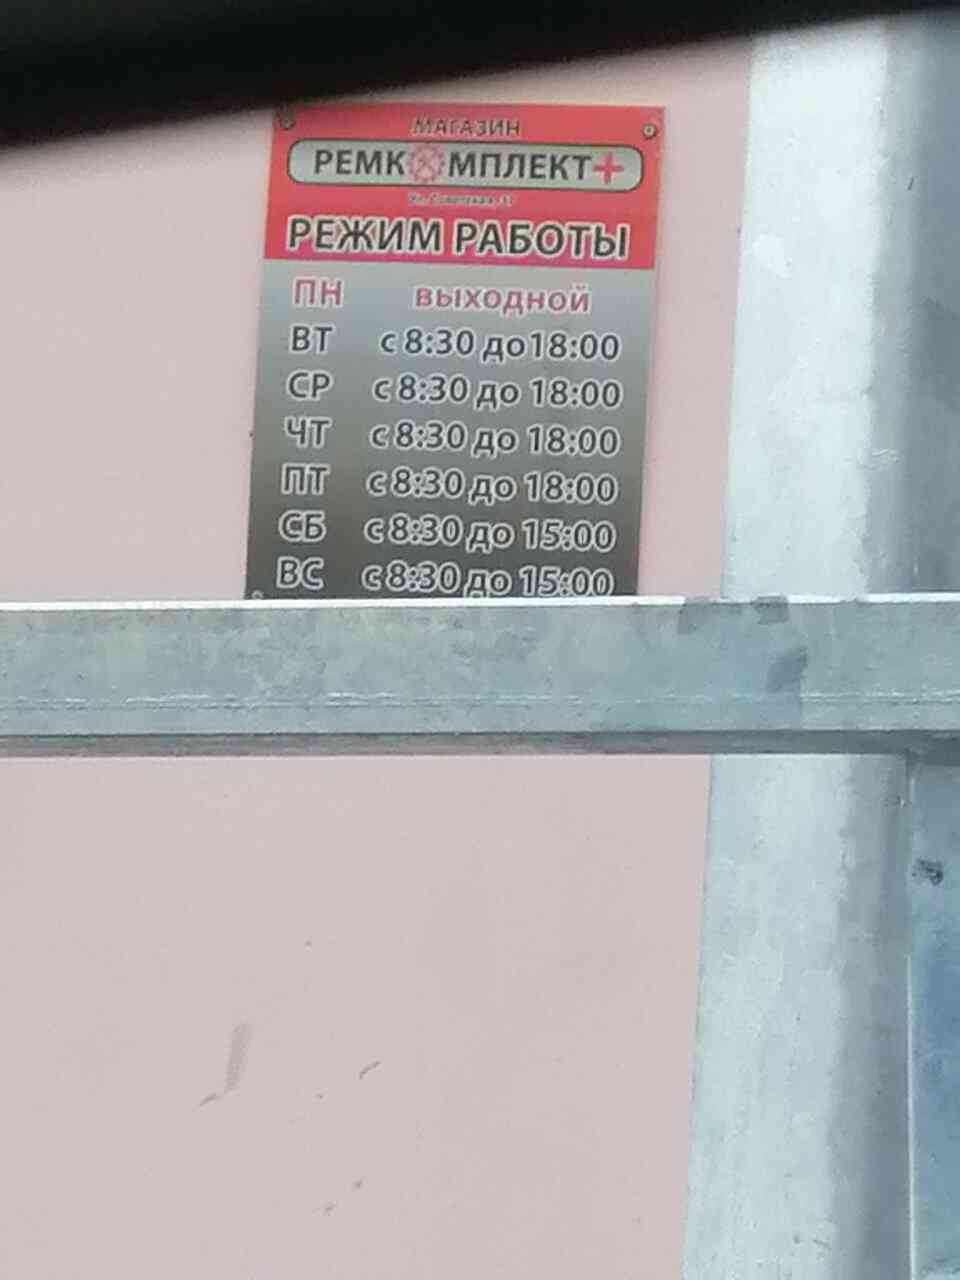 МАГАЗИН
РЕМКОМПЛЕКТ+
РЕЖИМ РАБОТЫ
ПН выходной
ВТ с 8:30 до 18:00
СР с 8:30 до 18:00
ЧТ с 8:30 до 18:00
ПТ с 8:30 до 18:00
СБ с 8:30 до 15:00
ВС с 8:30 до 15:00